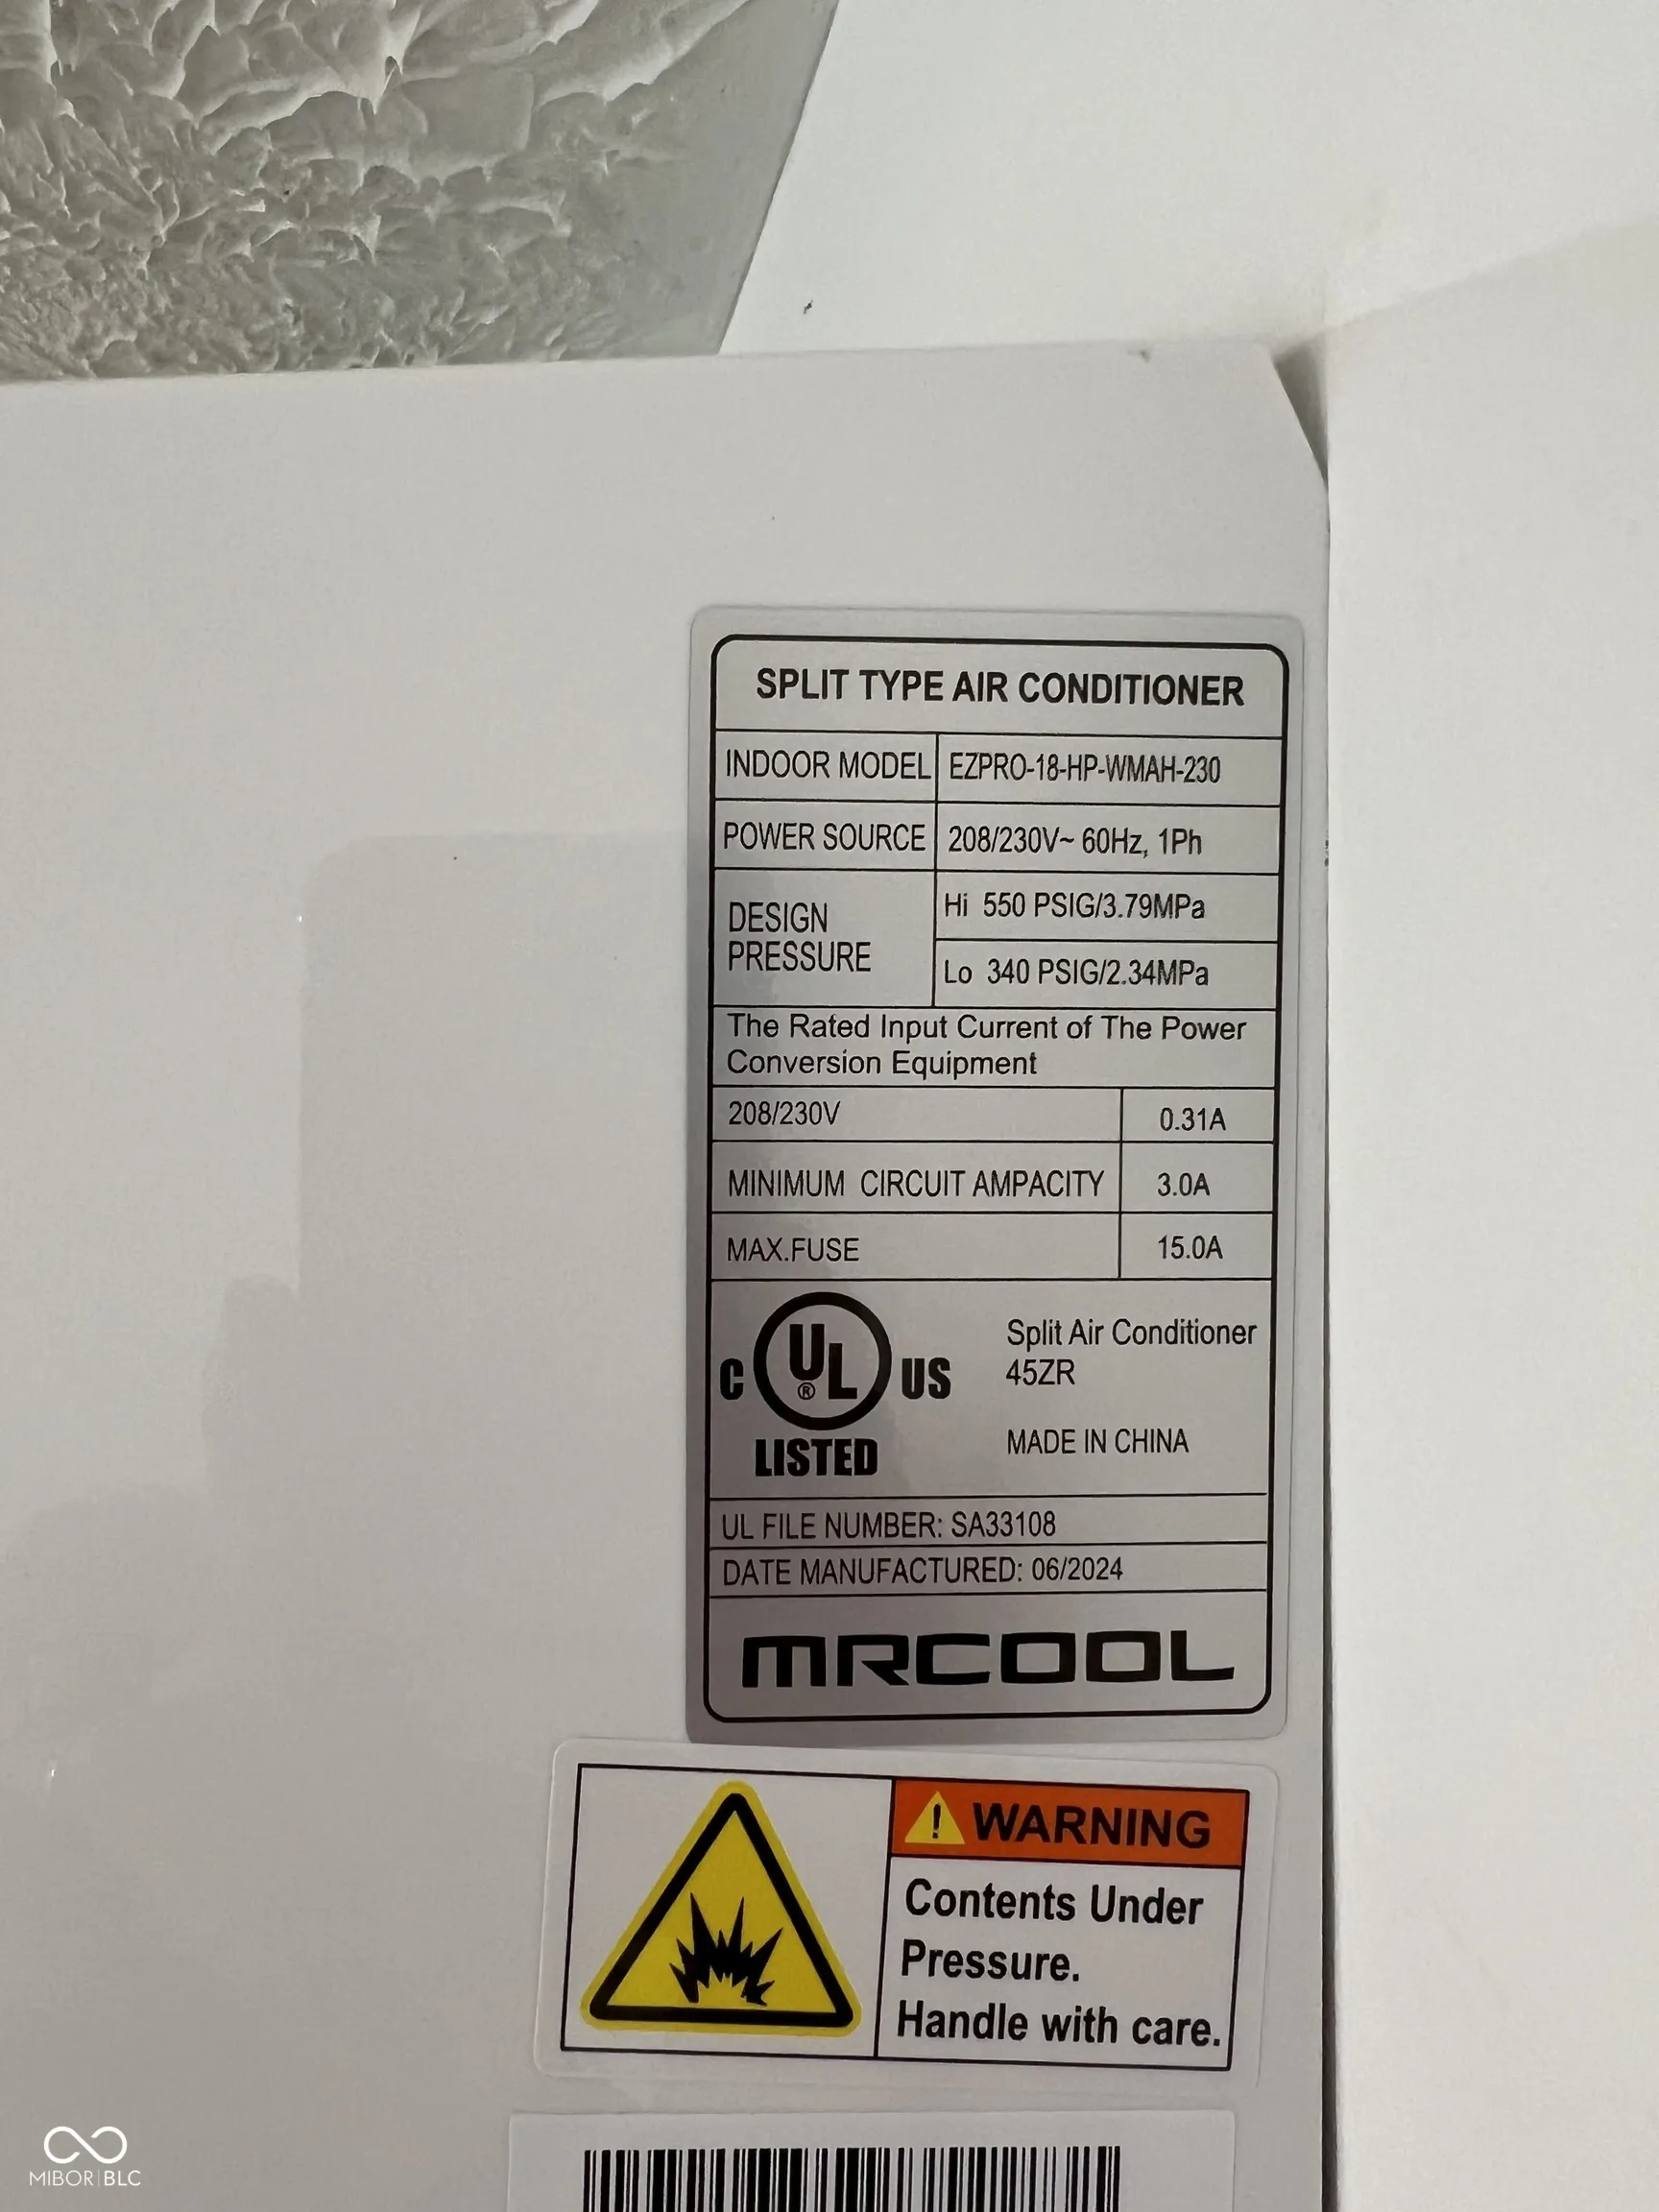 SPLIT TYPE AIR CONDITIONER
INDOOR MODEL EZPRO-18-HP-WMAH-230
POWER SOURCE 208/230V~ 60Hz, 1Ph
DESIGN PRESSURE
Hi 550 PSIG/3.79MPa
Lo 340 PSIG/2.34MPa
The Rated Input Current of The Power
Conversion Equipment
208/230V 0.31A
MINIMUM CIRCUIT AMPACITY 3.0A
MAX.FUSE 15.0A
C UL® US
LISTED
Split Air Conditioner
45ZR
MADE IN CHINA
UL FILE NUMBER: SA33108
DATE MANUFACTURED: 06/2024
MRCOOL
WARNING
Contents Under
Pressure.
Handle with care.
MIBOR|BLC